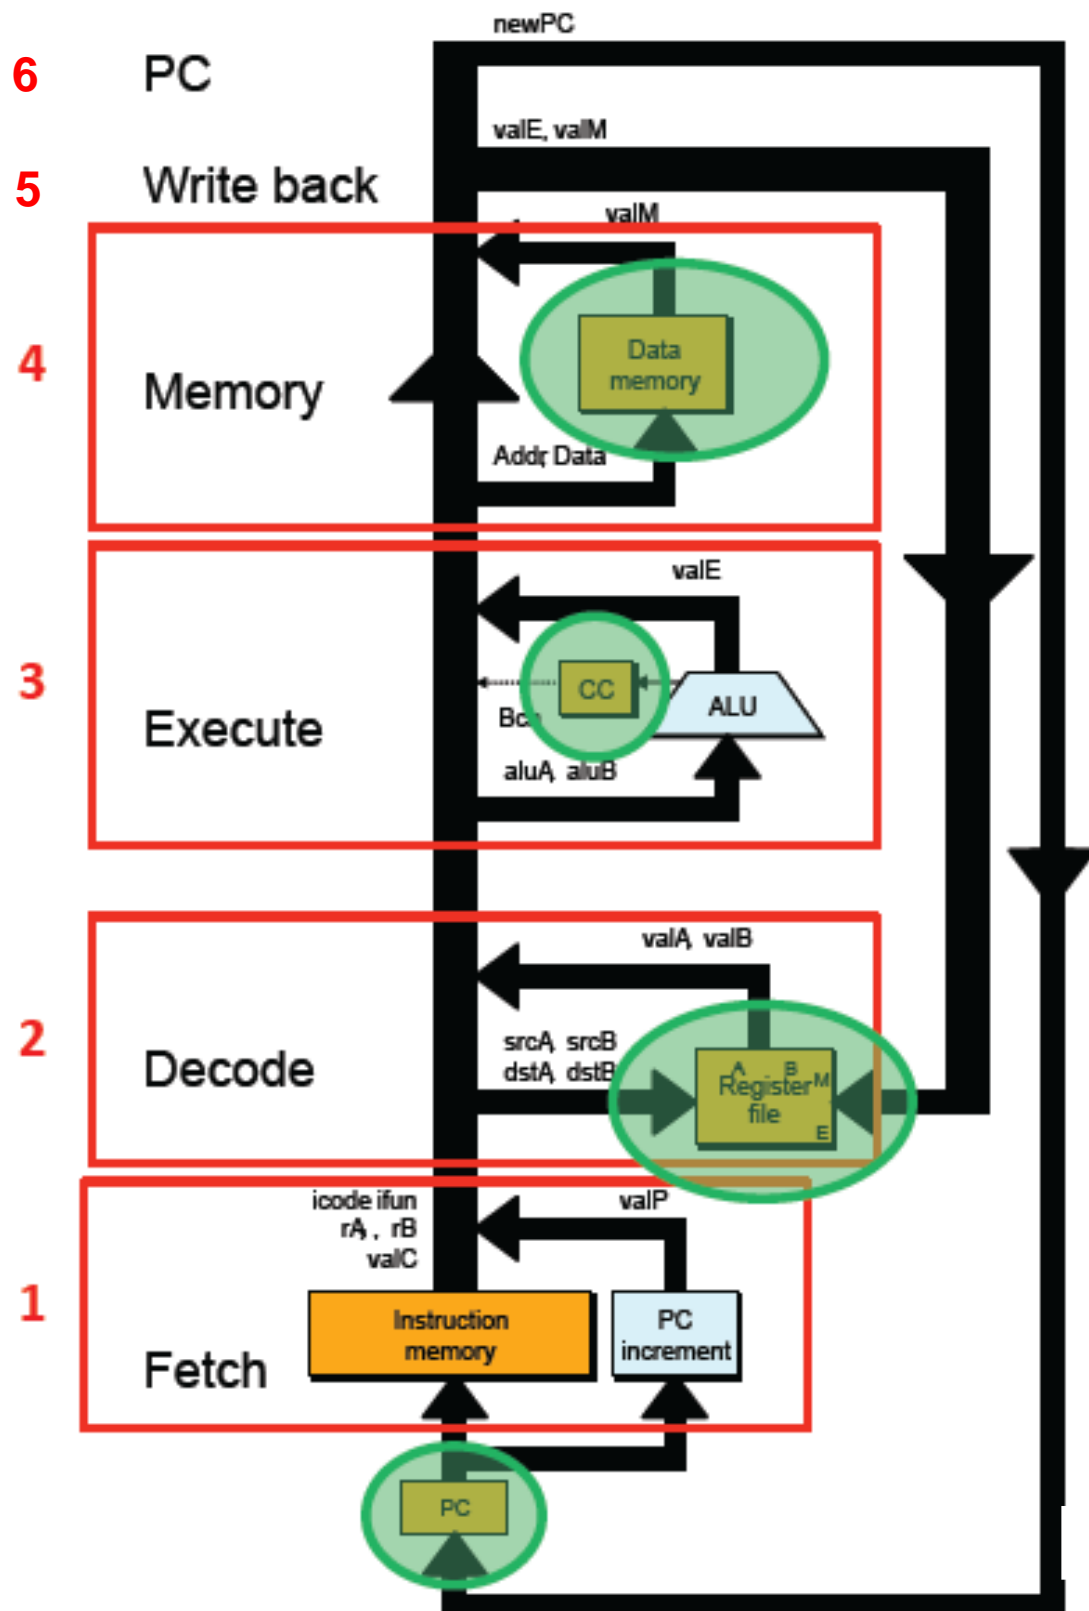 newPC
6 PC
valE, valM
5 Write back
valM
4
Data
memory
Memory
Addr, Data
valE
3
CC
ALU
Bch
Execute
aluA, aluB
valA, valB
2
srcA, srcB
dstA, dstB
A B
Register M
file
E
Decode
icode ifun
rA, , rB
valC
valP
1
Instruction
memory
PC
increment
Fetch
PC